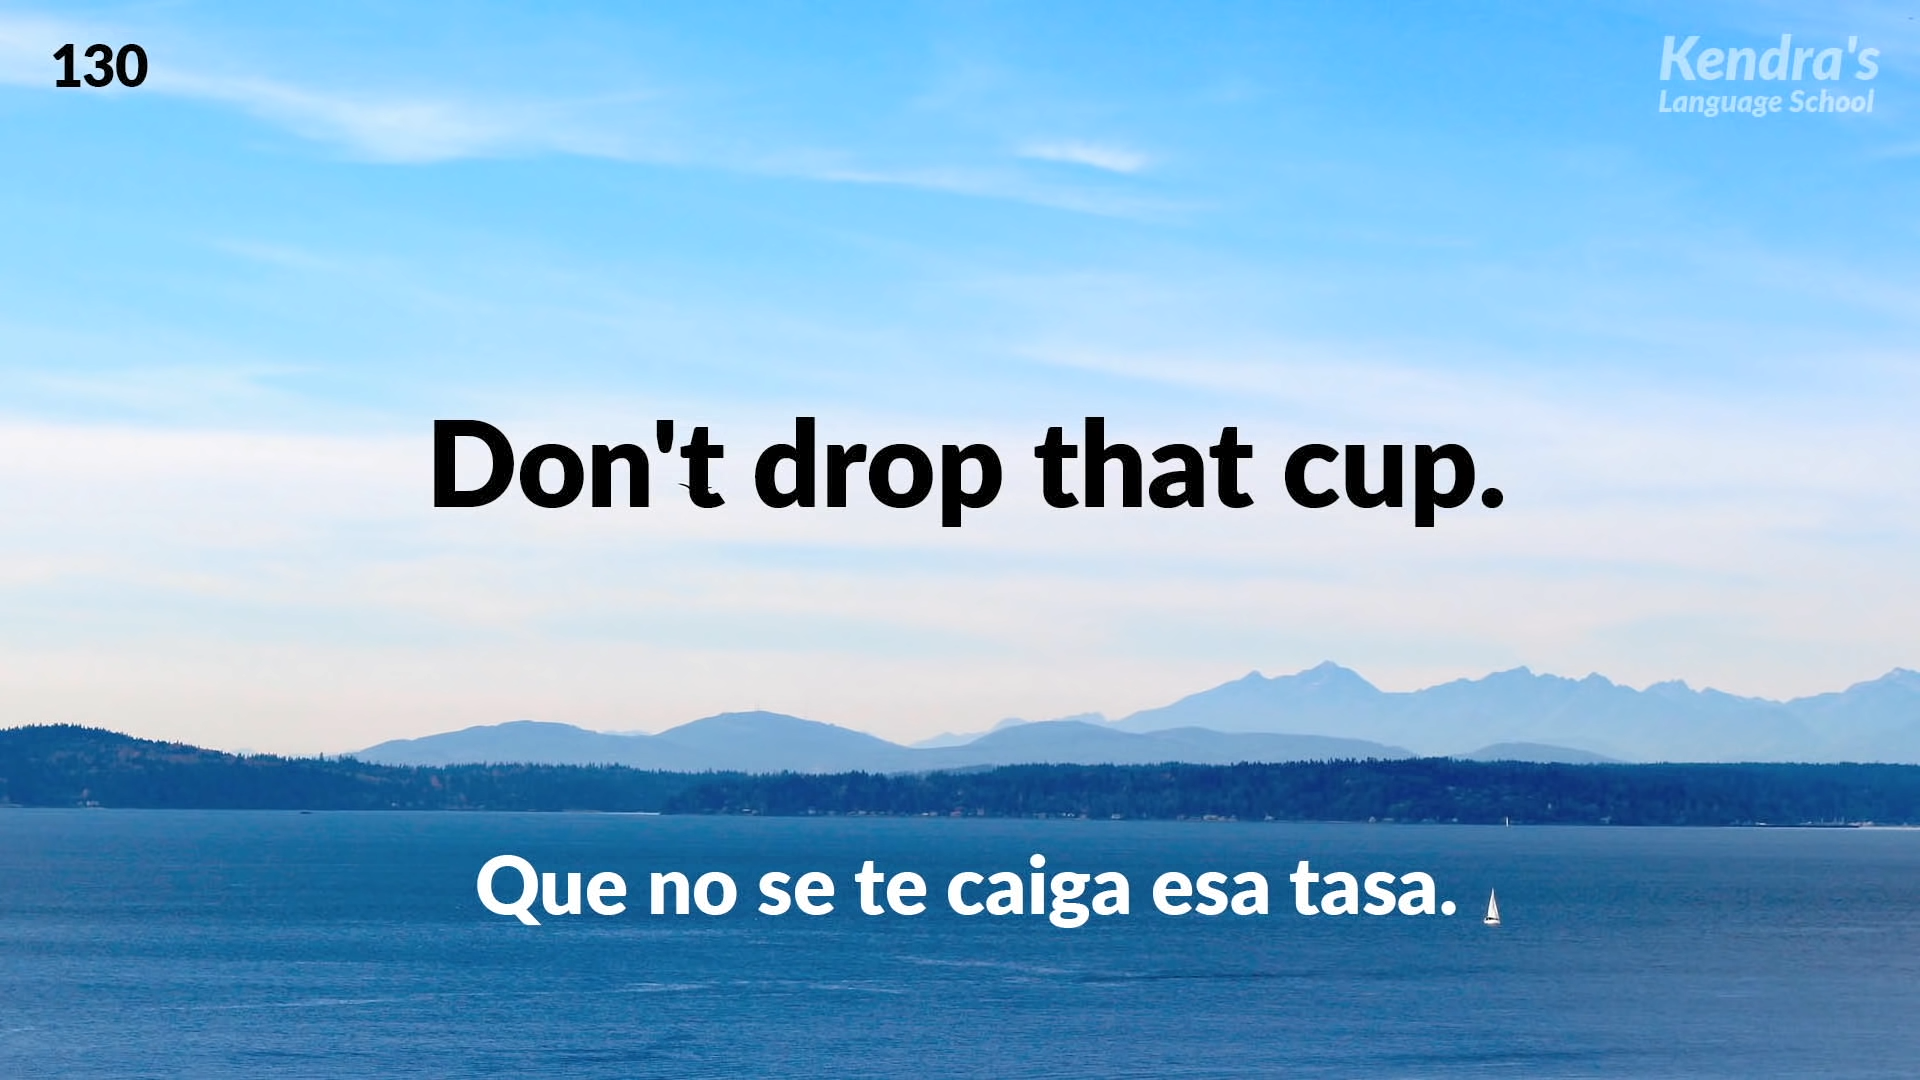 130
Kendra's
Language School
Don't drop that cup.
Que no se te caiga esa tasa.